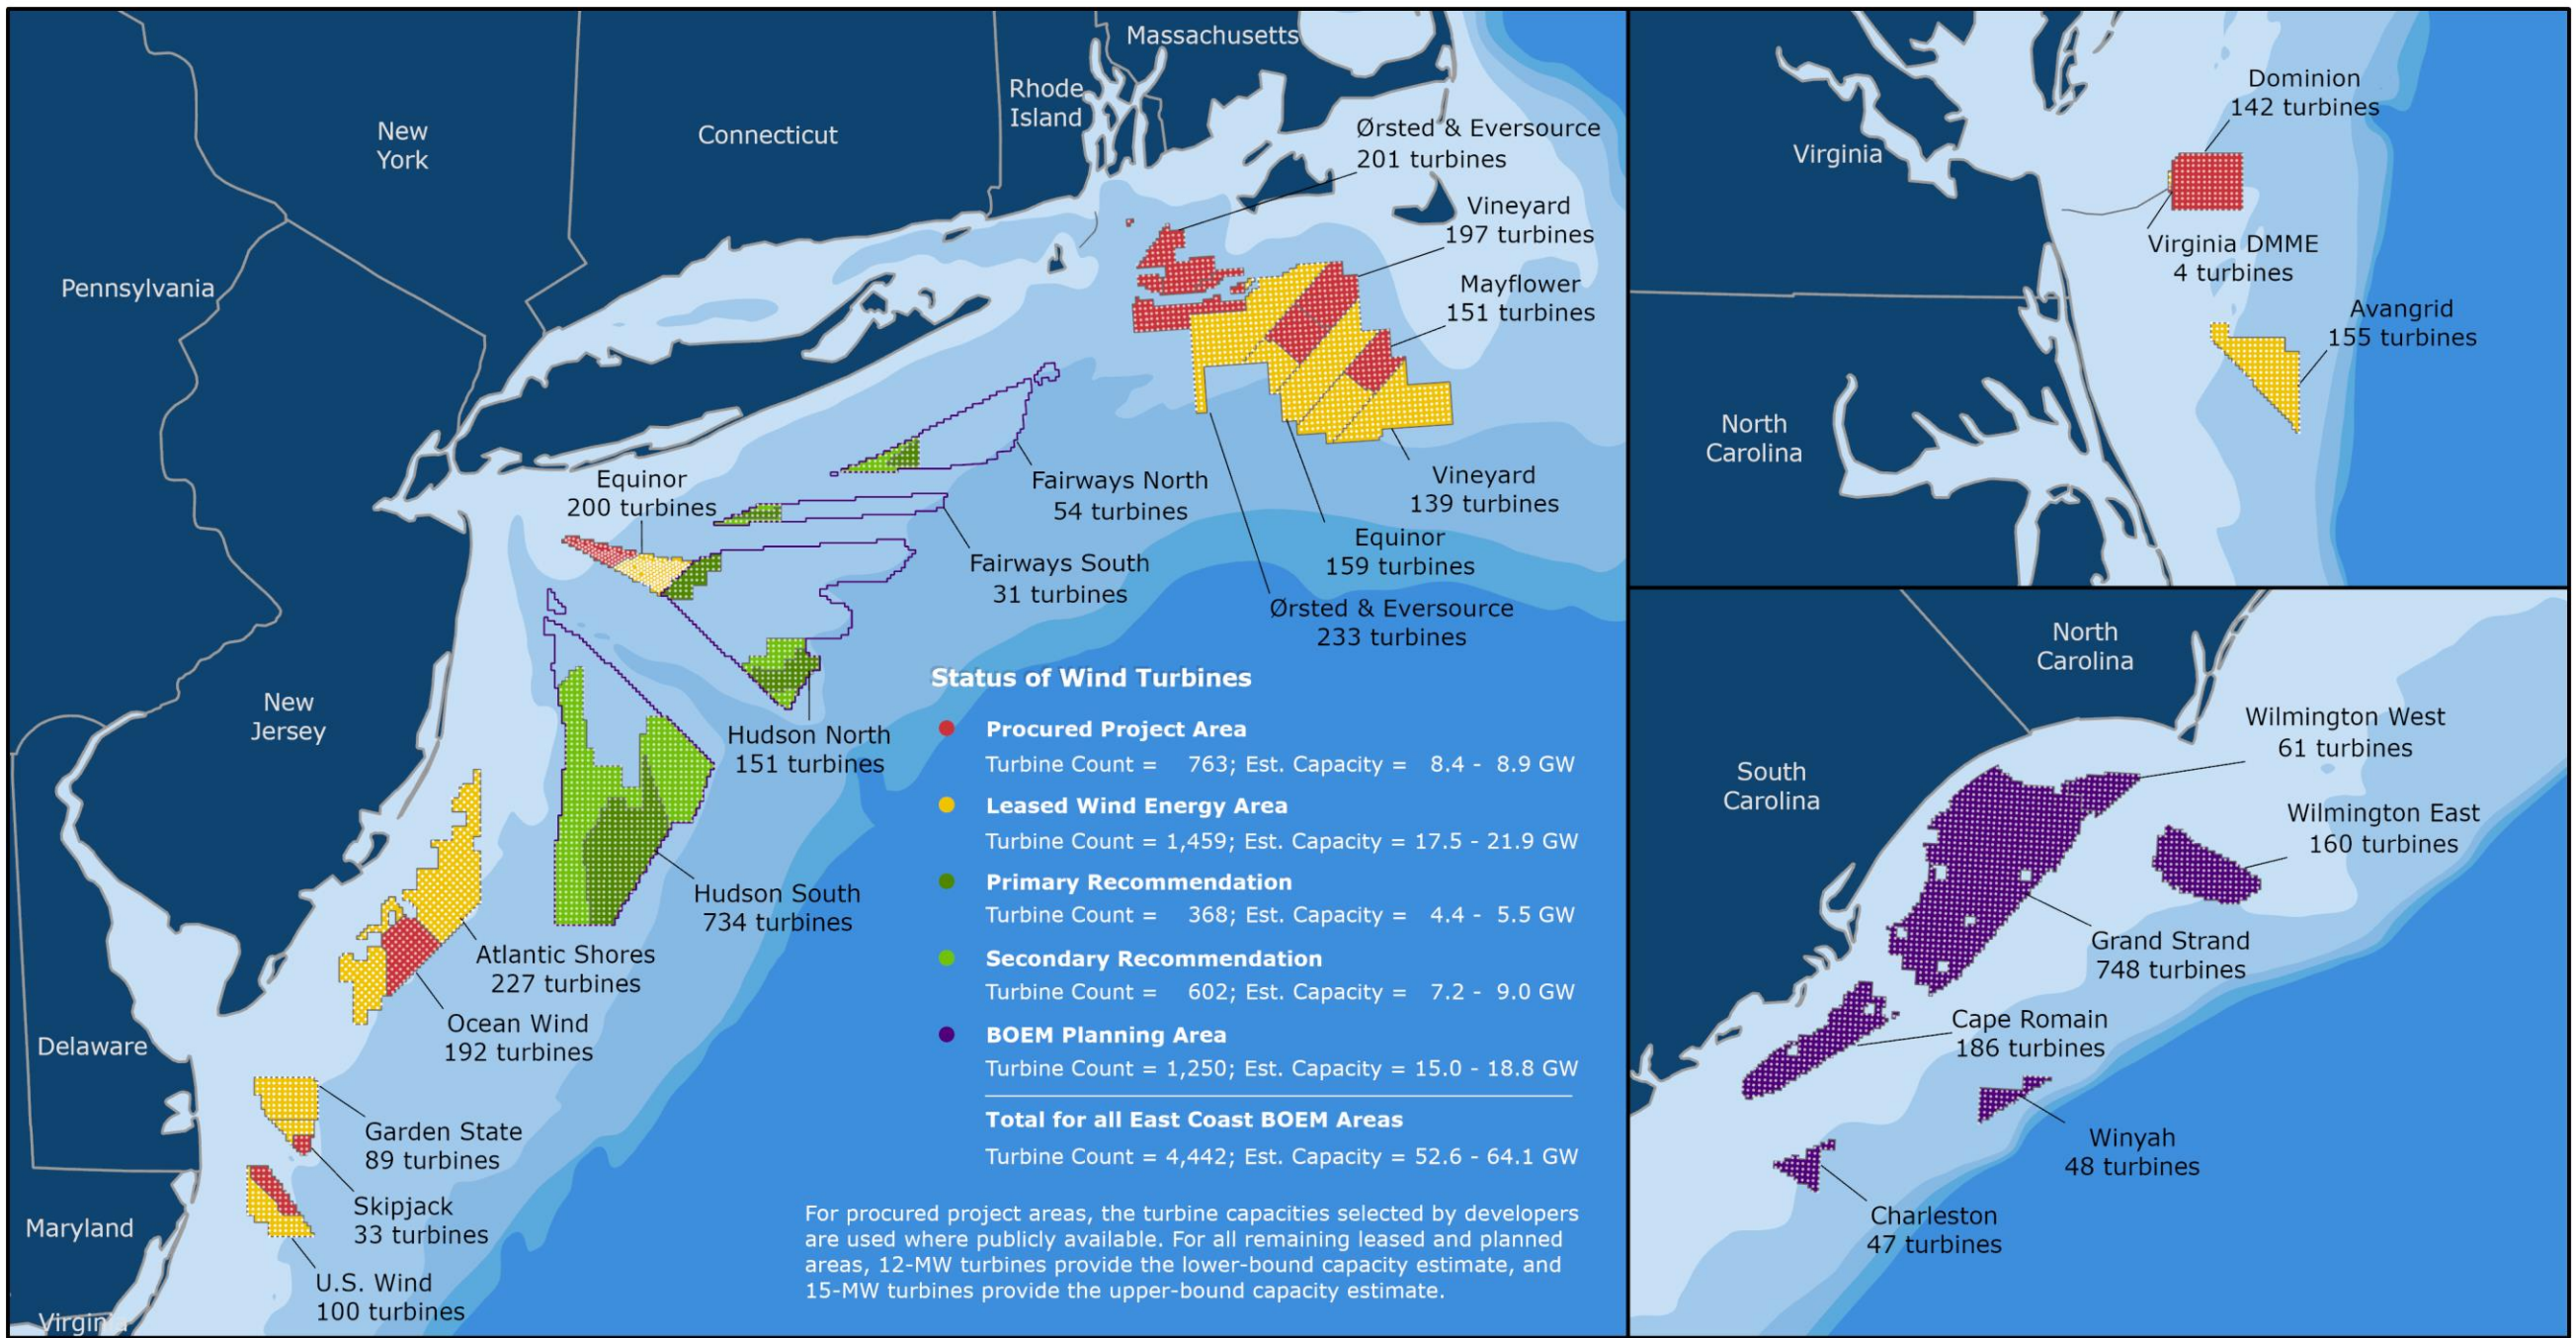 Massachusetts
Rhode
Island
Connecticut
New
York
Pennsylvania
New
Jersey
Delaware
Maryland
Virgin
Ørsted & Eversource
201 turbines
Vineyard
197 turbines
Mayflower
151 turbines
Vineyard
139 turbines
Equinor
159 turbines
Ørsted & Eversource
233 turbines
Fairways North
54 turbines
Fairways South
31 turbines
Equinor
200 turbines
Hudson North
151 turbines
Hudson South
734 turbines
Atlantic Shores
227 turbines
Ocean Wind
192 turbines
Garden State
89 turbines
Skipjack
33 turbines
U.S. Wind
100 turbines
Status of Wind Turbines
Procured Project Area
Turbine Count = 763; Est. Capacity = 8.4 - 8.9 GW
Leased Wind Energy Area
Turbine Count = 1,459; Est. Capacity = 17.5 - 21.9 GW
Primary Recommendation
Turbine Count = 368; Est. Capacity = 4.4 - 5.5 GW
Secondary Recommendation
Turbine Count = 602; Est. Capacity = 7.2 - 9.0 GW
BOEM Planning Area
Turbine Count = 1,250; Est. Capacity = 15.0 - 18.8 GW
Total for all East Coast BOEM Areas
Turbine Count = 4,442; Est. Capacity = 52.6 - 64.1 GW
For procured project areas, the turbine capacities selected by developers
are used where publicly available. For all remaining leased and planned
areas, 12-MW turbines provide the lower-bound capacity estimate, and
15-MW turbines provide the upper-bound capacity estimate.
Virginia
North
Carolina
Dominion
142 turbines
Virginia DMME
4 turbines
Avangrid
155 turbines
North
Carolina
South
Carolina
Wilmington West
61 turbines
Wilmington East
160 turbines
Grand Strand
748 turbines
Cape Romain
186 turbines
Winyah
48 turbines
Charleston
47 turbines